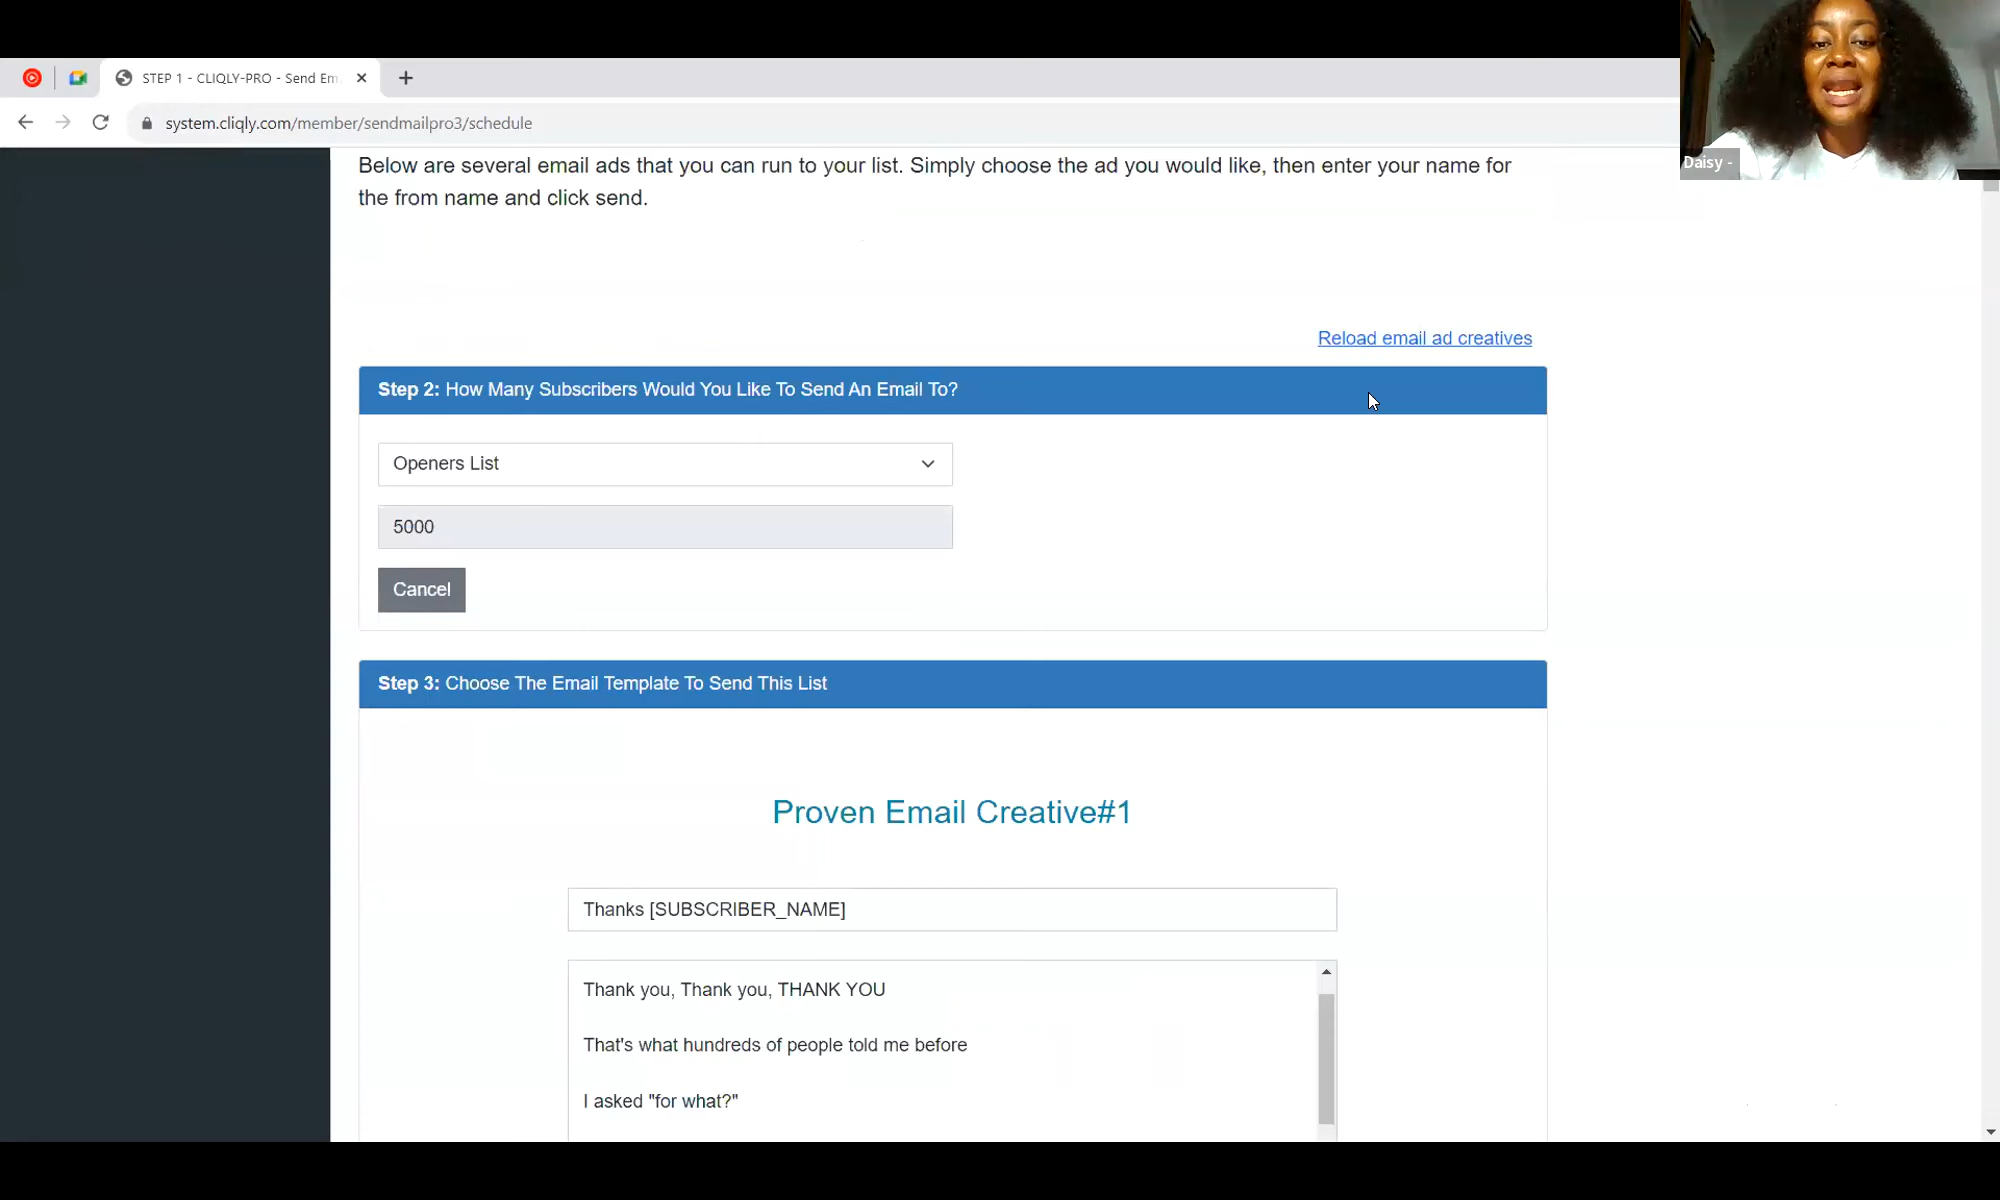 STEP 1 - CLIQLY-PRO - Send Em
system.cliqly.com/member/sendmailpro3/schedule
Daisy -
Below are several email ads that you can run to your list. Simply choose the ad you would like, then enter your name for
the from name and click send.
Reload email ad creatives
Step 2: How Many Subscribers Would You Like To Send An Email To?
Openers List
5000
Cancel
Step 3: Choose The Email Template To Send This List
Proven Email Creative#1
Thanks [SUBSCRIBER_NAME]
Thank you, Thank you, THANK YOU
That's what hundreds of people told me before
I asked "for what?"